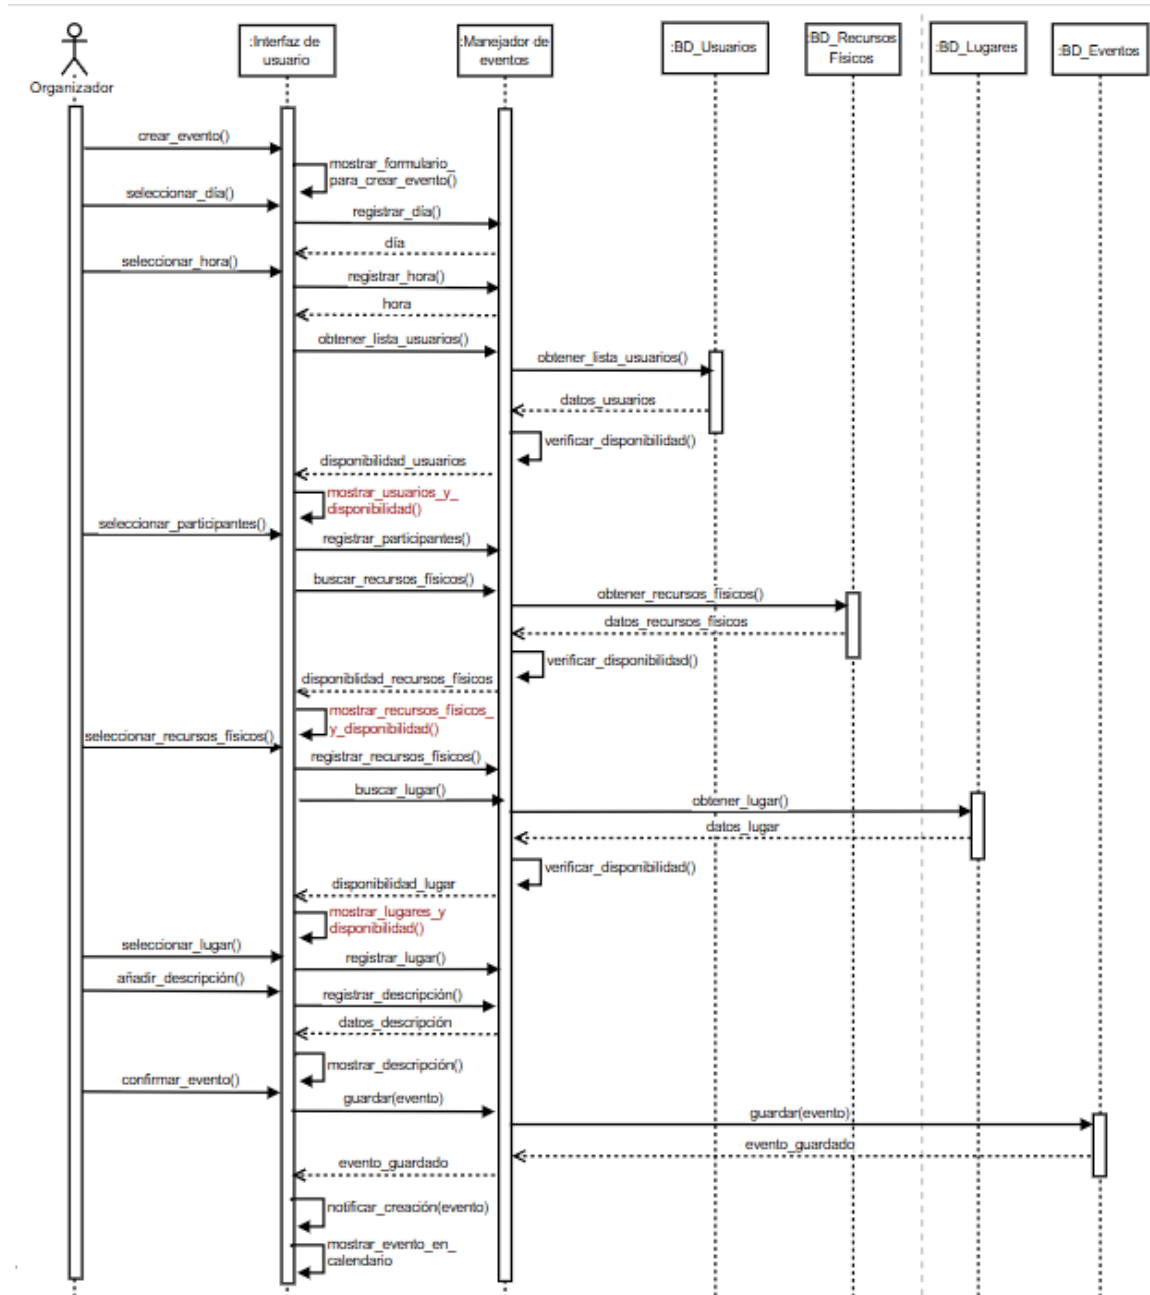 :Interfaz de
usuario
:Manejador de
eventos
:BD_Usuarios
:BD_Recursos
Físicos
:BD_Lugares
:BD_Eventos
Organizador
crear_evento()
mostrar_formulario_
para_crear_evento()
seleccionar_día()
registrar_día()
día
seleccionar_hora()
registrar_hora()
hora
obtener_lista_usuarios()
obtener_lista_usuarios()
datos_usuarios
verificar_disponibilidad()
disponibilidad_usuarios
mostrar_usuarios_y_
disponibilidad()
seleccionar_participantes()
registrar_participantes()
buscar_recursos_físicos()
obtener_recursos_físicos()
datos_recursos_físicos
verificar_disponibilidad()
disponiblidad_recursos_físicos
mostrar_recursos_físicos_
y_disponibilidad()
seleccionar_recursos_físicos()
registrar_recursos_físicos()
buscar_lugar()
obtener_lugar()
datos_lugar
verificar_disponibilidad()
disponibilidad_lugar
mostrar_lugares_y
disponibilidad()
seleccionar_lugar()
registrar_lugar()
añadir_descripción()
registrar_descripción()
datos_descripción
mostrar_descripción()
confirmar_evento()
guardar(evento)
guardar(evento)
evento_guardado
evento_guardado
notificar_creación(evento)
mostrar_evento_en_
calendario